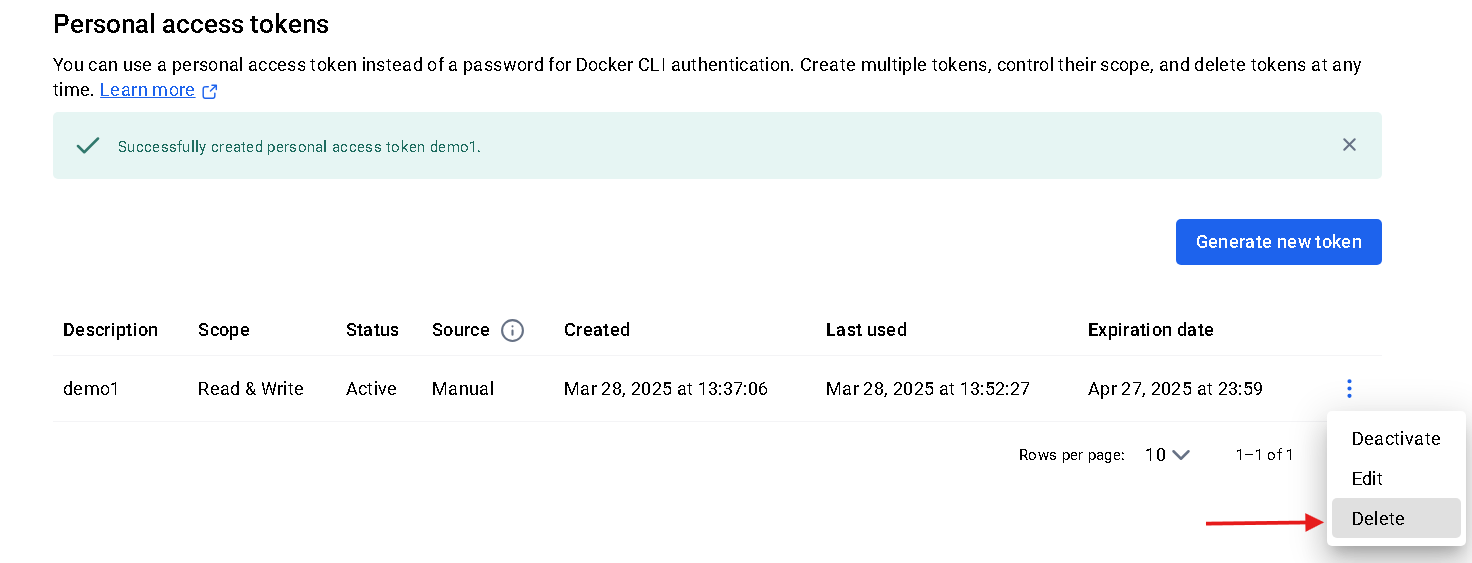 Personal access tokens
You can use a personal access token instead of a password for Docker CLI authentication. Create multiple tokens, control their scope, and delete tokens at any
time. Learn more
Successfully created personal access token demo1.
Generate new token
Description Scope Status Source Created Last used Expiration date
demo1 Read & Write Active Manual Mar 28, 2025 at 13:37:06 Mar 28, 2025 at 13:52:27 Apr 27, 2025 at 23:59
Deactivate
Rows per page: 10 1–1 of 1
Edit
Delete